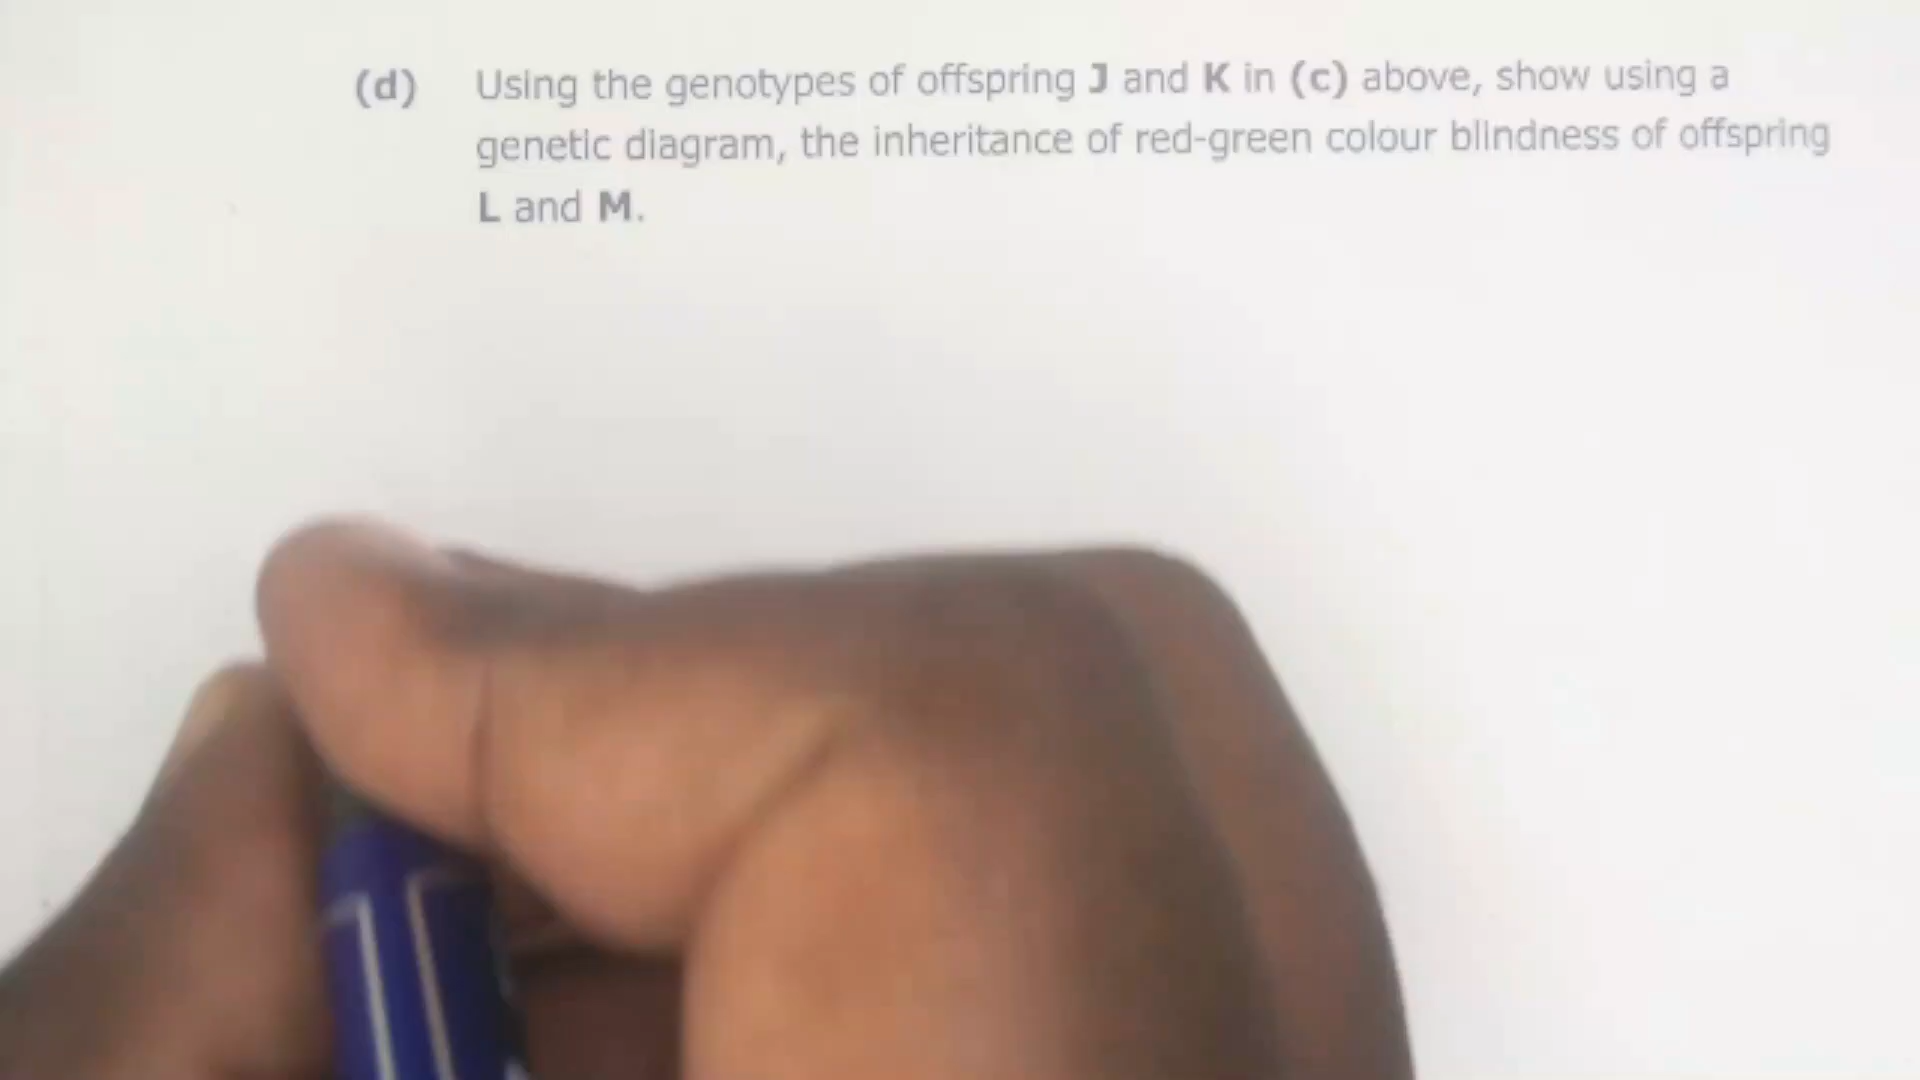 (d) Using the genotypes of offspring J and K in (c) above, show using a
genetic diagram, the inheritance of red-green colour blindness of offspring
L and M.